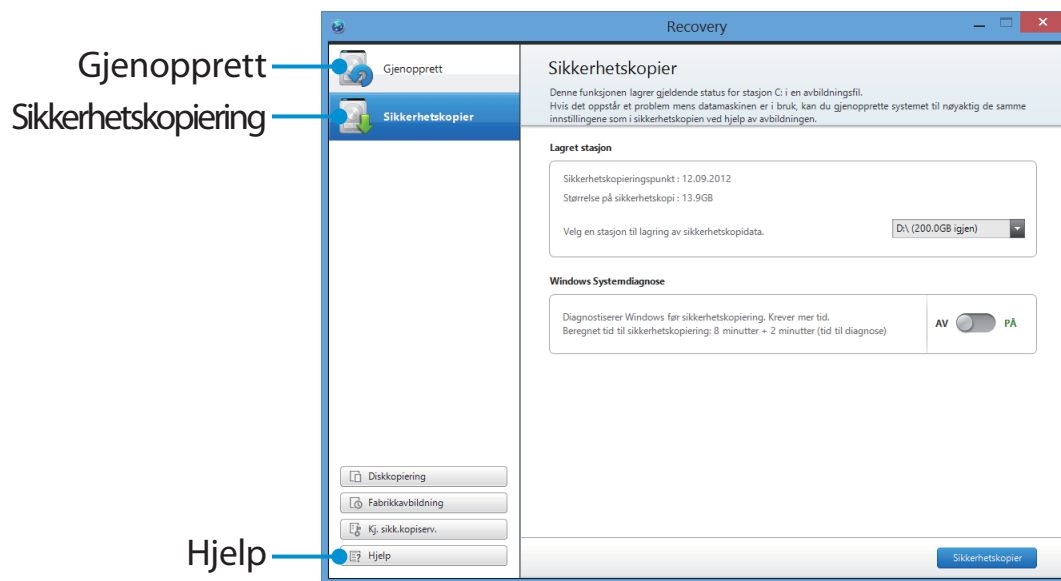 Recovery
Gjenopprett
Sikkerhetskopiering
Hjelp
Gjenopprett
Sikkerhetskopier
Diskkopiering
Fabrikkavbildning
Kj. sikk.kopiserv.
Hjelp
Sikkerhetskopier
Denne funksjonen lagrer gjeldende status for stasjon C: i en avbildningsfil.
Hvis det oppstår et problem mens datamaskinen er i bruk, kan du gjenopprette systemet til nøyaktig de samme
innstillingene som i sikkerhetskopien ved hjelp av avbildningen.
Lagret stasjon
Sikkerhetskopieringspunkt : 12.09.2012
Størrelse på sikkerhetskopi : 13.9GB
Velg en stasjon til lagring av sikkerhetskopidata.
D:\ (200.0GB igjen)
Windows Systemdiagnose
Diagnostiserer Windows før sikkerhetskopiering. Krever mer tid.
Beregnet tid til sikkerhetskopiering: 8 minutter + 2 minutter (tid til diagnose)
AV PÅ
Sikkerhetskopier